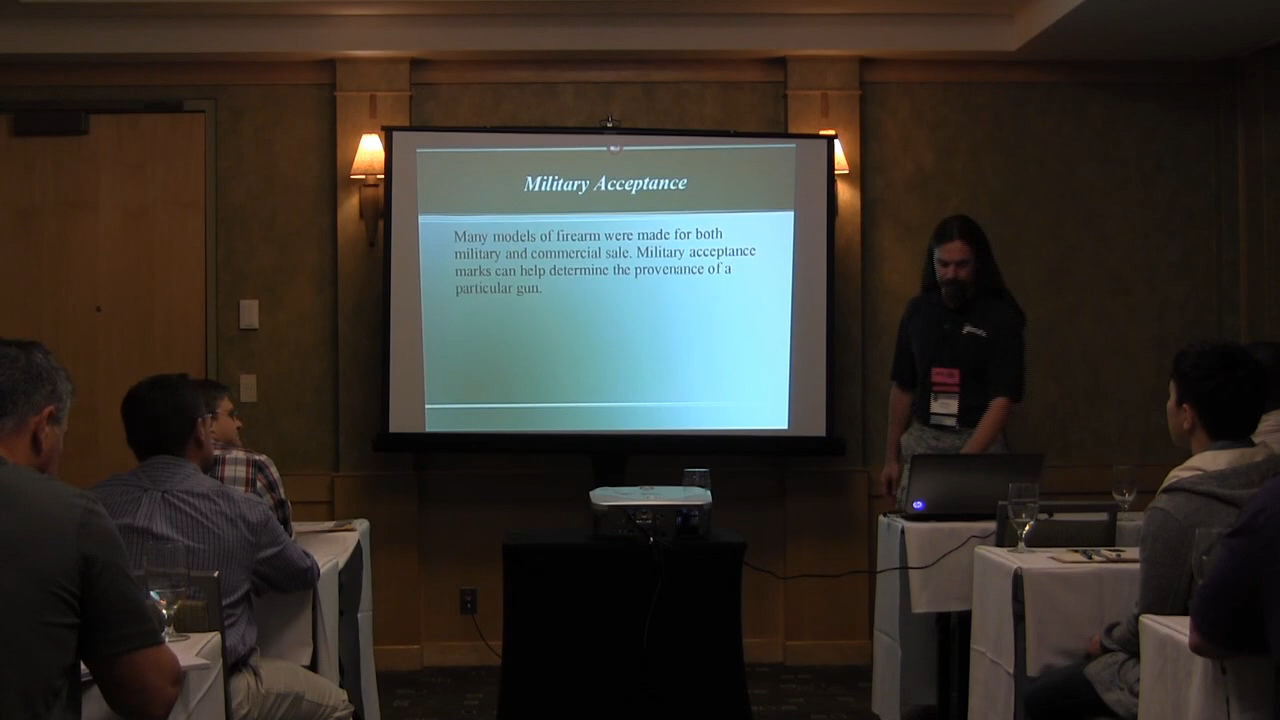 Military Acceptance
Many models of firearm were made for both
military and commercial sale. Military acceptance
marks can help determine the provenance of a
particular gun.
hp